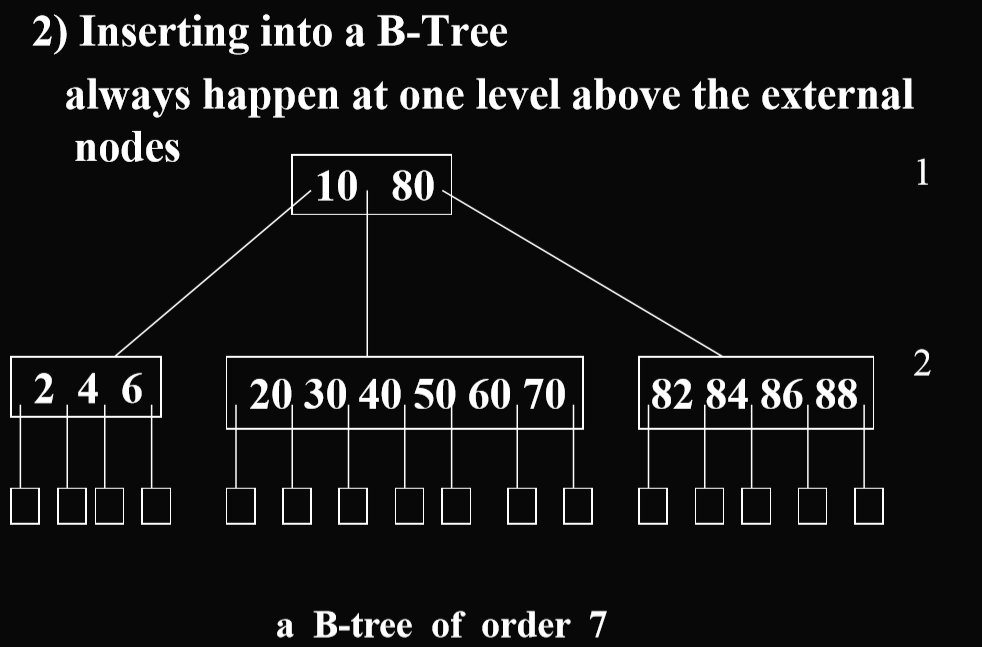 2) Inserting into a B-Tree
always happen at one level above the external
nodes
10 80
1
2 4 6
20 30 40 50 60 70
82 84 86 88
2
a B-tree of order 7